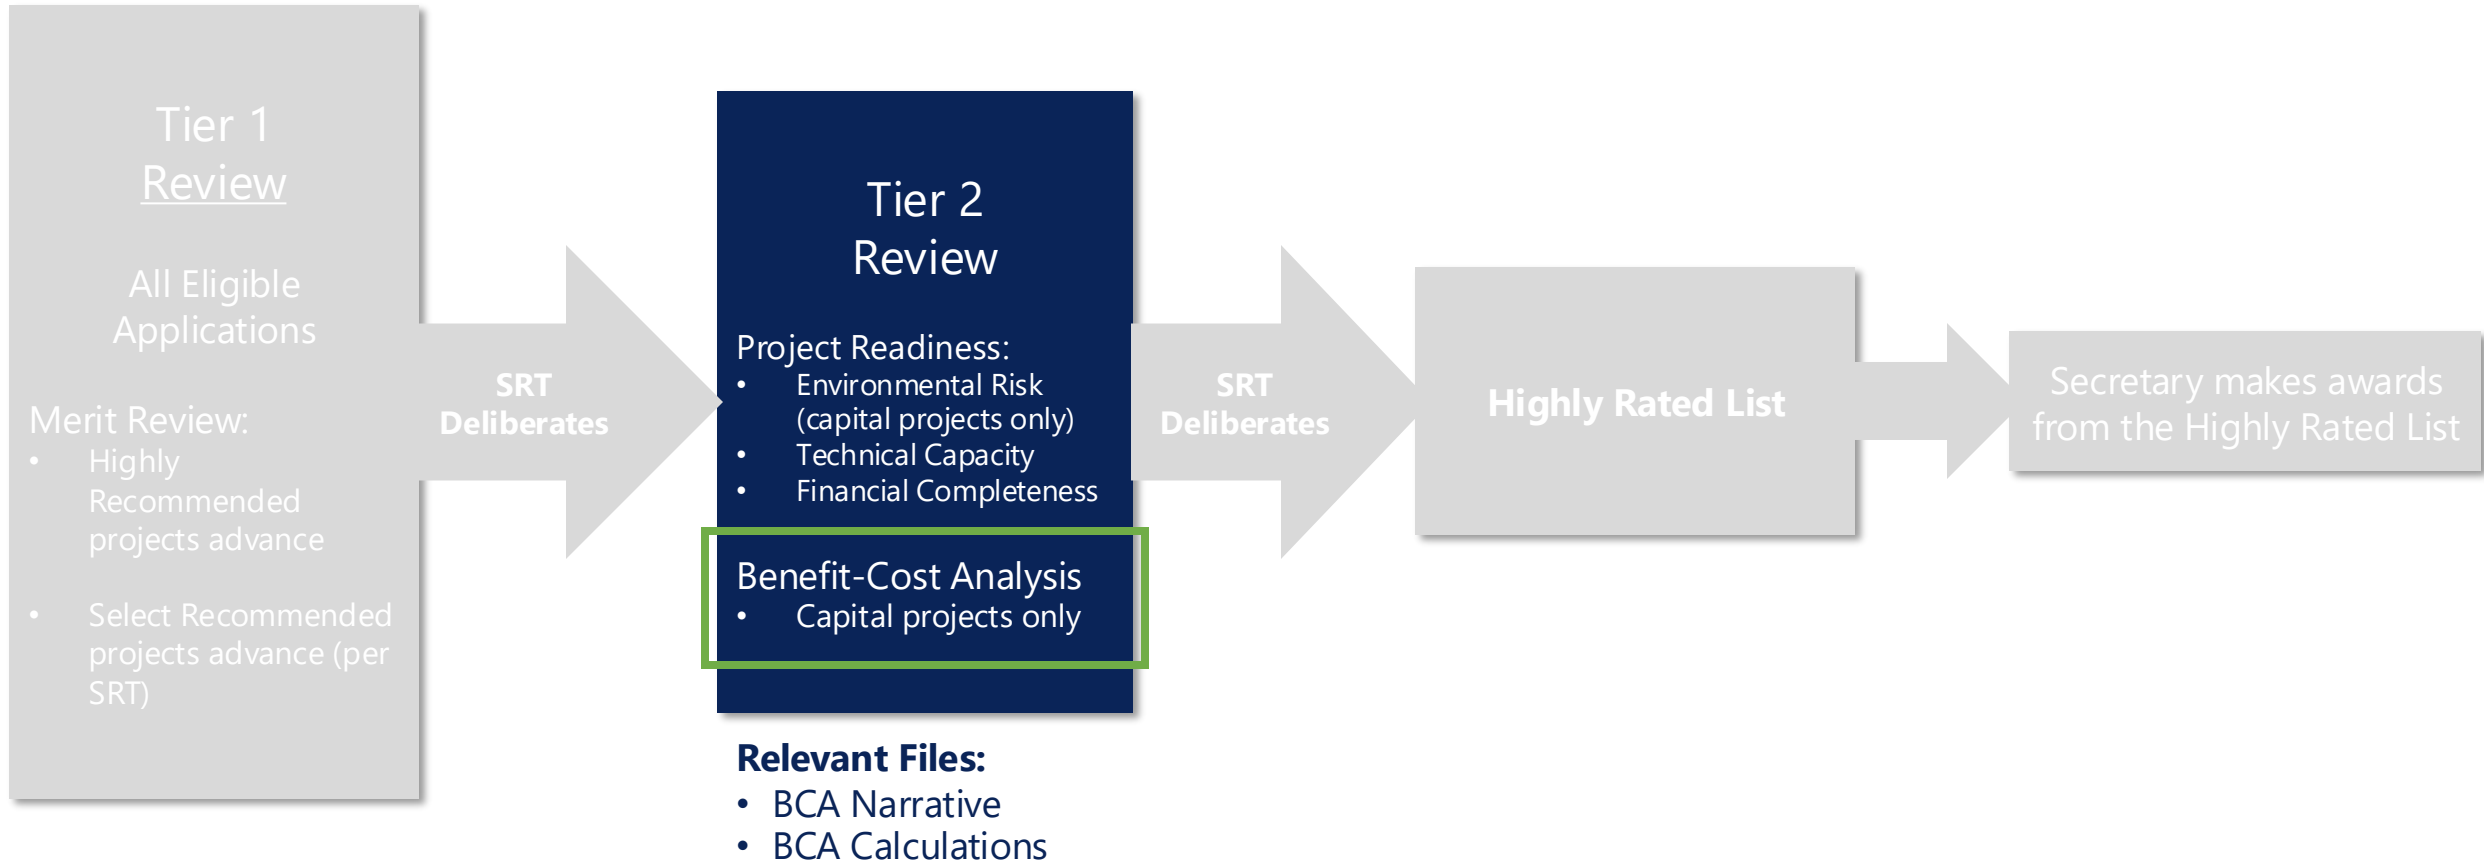 Tier 1
Review
All Eligible
Applications
Merit Review:
• Highly
Recommended
projects advance
• Select Recommended
projects advance (per
SRT)
SRT
Deliberates
Tier 2
Review
Project Readiness:
• Environmental Risk
(capital projects only)
• Technical Capacity
• Financial Completeness
Benefit-Cost Analysis
• Capital projects only
Relevant Files:
• BCA Narrative
• BCA Calculations
SRT
Deliberates
Highly Rated List
Secretary makes awards
from the Highly Rated List